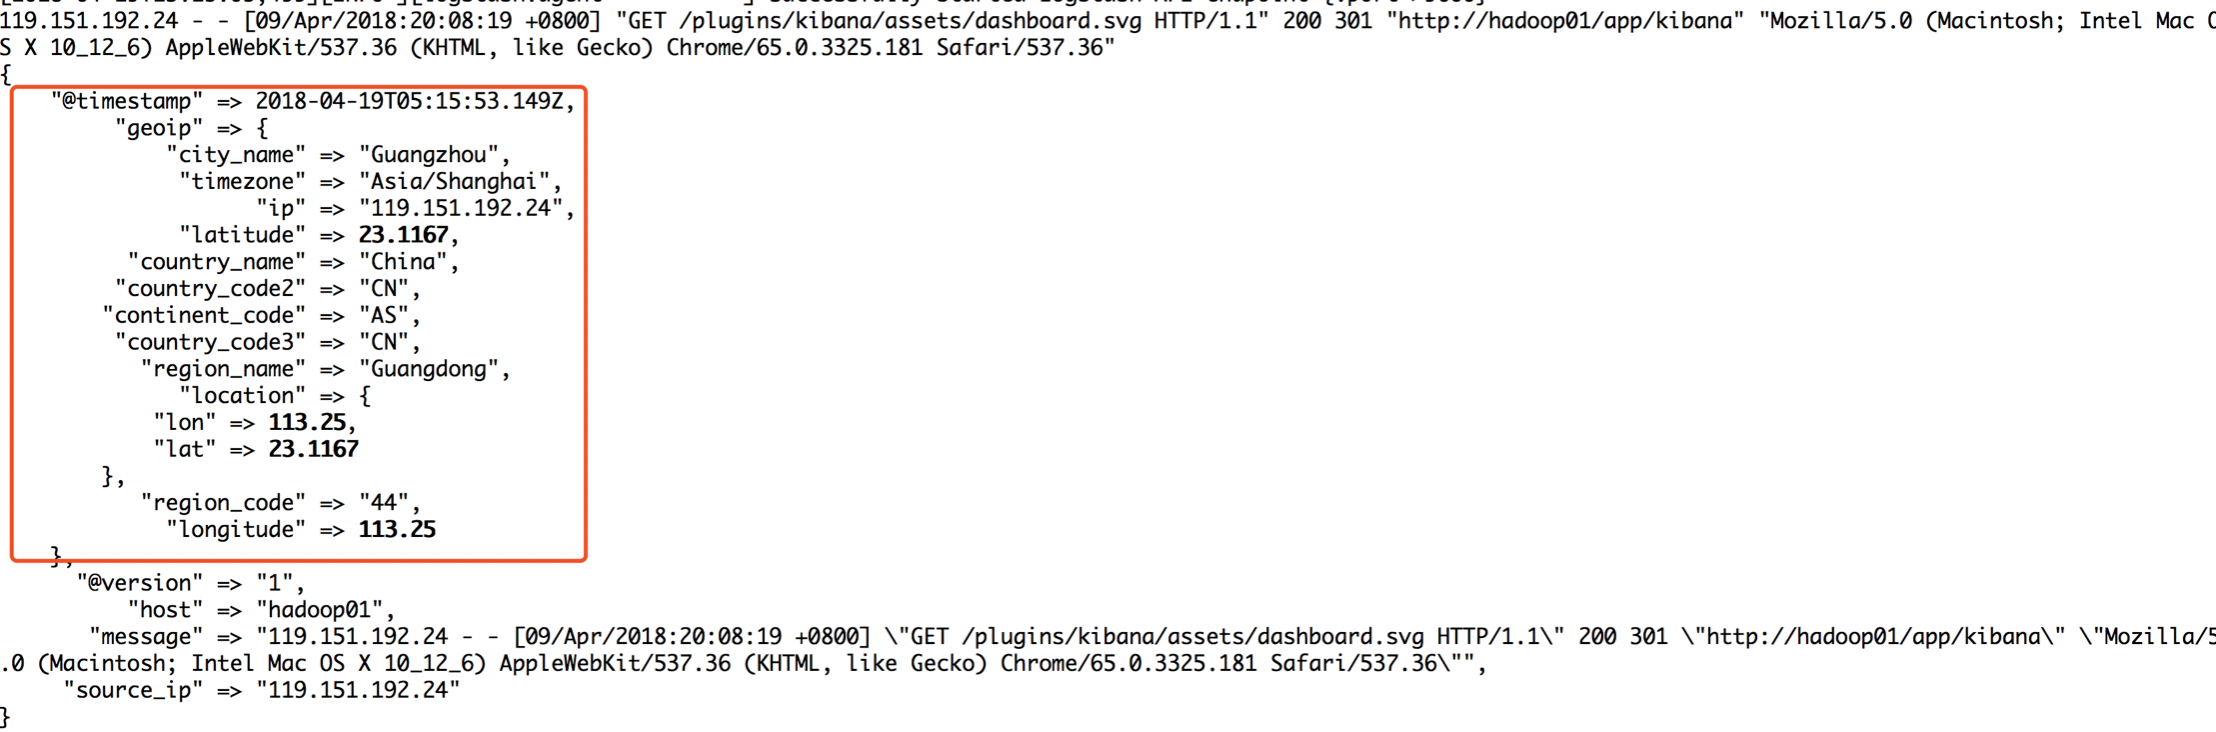 119.151.192.24 - - [09/Apr/2018:20:08:19 +0800] "GET /plugins/kibana/assets/dashboard.svg HTTP/1.1" 200 301 "http://hadoop01/app/kibana" "Mozilla/5.0 (Macintosh; Intel Mac O
S X 10_12_6) AppleWebKit/537.36 (KHTML, like Gecko) Chrome/65.0.3325.181 Safari/537.36"
{
"@timestamp" => 2018-04-19T05:15:53.149Z,
"geoip" => {
"city_name" => "Guangzhou",
"timezone" => "Asia/Shanghai",
"ip" => "119.151.192.24",
"latitude" => 23.1167,
"country_name" => "China",
"country_code2" => "CN",
"continent_code" => "AS",
"country_code3" => "CN",
"region_name" => "Guangdong",
"location" => {
"lon" => 113.25,
"lat" => 23.1167
},
"region_code" => "44",
"longitude" => 113.25
},
"@version" => "1",
"host" => "hadoop01",
"message" => "119.151.192.24 - - [09/Apr/2018:20:08:19 +0800] \"GET /plugins/kibana/assets/dashboard.svg HTTP/1.1\" 200 301 \"http://hadoop01/app/kibana\" \"Mozilla/5
.0 (Macintosh; Intel Mac OS X 10_12_6) AppleWebKit/537.36 (KHTML, like Gecko) Chrome/65.0.3325.181 Safari/537.36\"",
"source_ip" => "119.151.192.24"
}